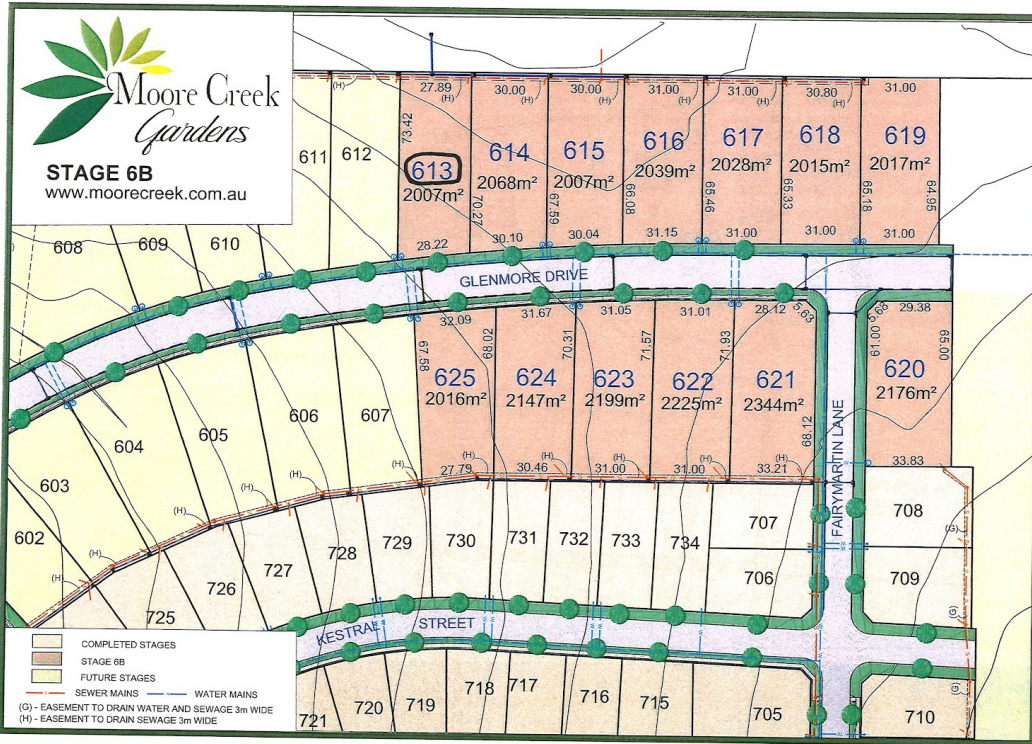 Moore Creek
Gardens
STAGE 6B
www.moorecreek.com.au
(H)
27.89
(H)
30.00
(H)
30.00
(H)
31.00
(H)
31.00
(H)
30.80
31.00
73.42
611
612
613
2007m²
614
2068m²
615
2007m²
616
2039m²
617
2028m²
618
2015m²
619
2017m²
70.27
67.59
66.08
65.46
65.33
65.18
64.95
608
609
610
28.22
30.10
30.04
31.15
31.00
31.00
31.00
GLENMORE DRIVE
32.09
31.67
31.05
31.01
28.12
5.63
5.68
29.38
67.58
69.02
70.31
71.57
71.93
68.12
61.00
65.00
625
2016m²
624
2147m²
623
2199m²
622
2225m²
621
2344m²
620
2176m²
607
606
605
604
603
602
27.79
(H)
30.46
(H)
31.00
(H)
31.00
(H)
33.21
33.83
(H)
(H)
(H)
(H)
(H)
(H)
FAIRYMARTIN LANE
725
726
727
728
729
730
731
732
733
734
707
706
708
709
(G)
(G)
(G)
KESTRAL STREET
721
720
719
718
717
716
715
705
710
COMPLETED STAGES
STAGE 6B
FUTURE STAGES
SEWER MAINS
WATER MAINS
(G) - EASEMENT TO DRAIN WATER AND SEWAGE 3m WIDE
(H) - EASEMENT TO DRAIN SEWAGE 3m WIDE